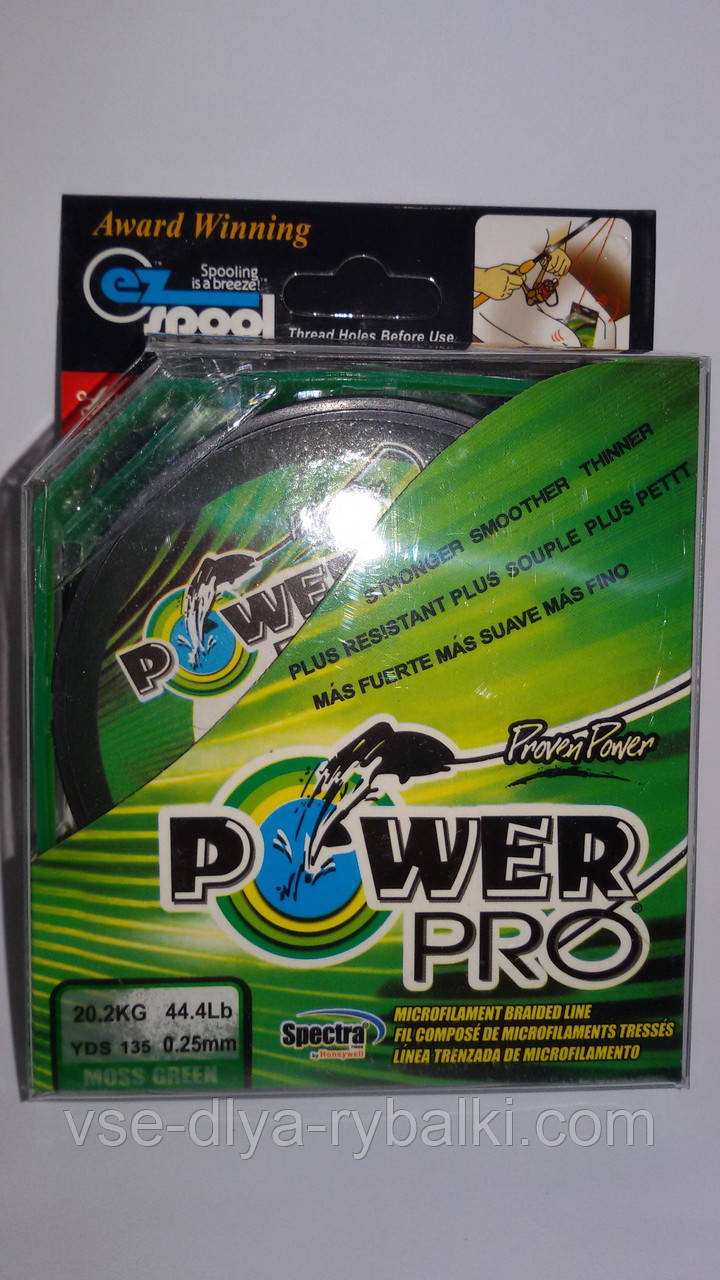 Award Winning
ez
spool
Spooling
is a breeze!™
Thread Holes Before Use
POWER
STRONGER SMOOTHER THINNER
PLUS RESISTANT PLUS SOUPLE PLUS PETTT
MÁS FUERTE MÁS SUAVE MÁS FINO
Proven Power
POWER
PRO®
20.2KG 44.4Lb
YDS 135 0.25mm
MOSS GREEN
Spectra
by Honeywell
MICROFILAMENT BRAIDED LINE
FIL COMPOSÉ DE MICROFILAMENTS TRESSÉS
LÍNEA TRENZADA DE MICROFILAMENTO
vse-dlya-rybalki.com